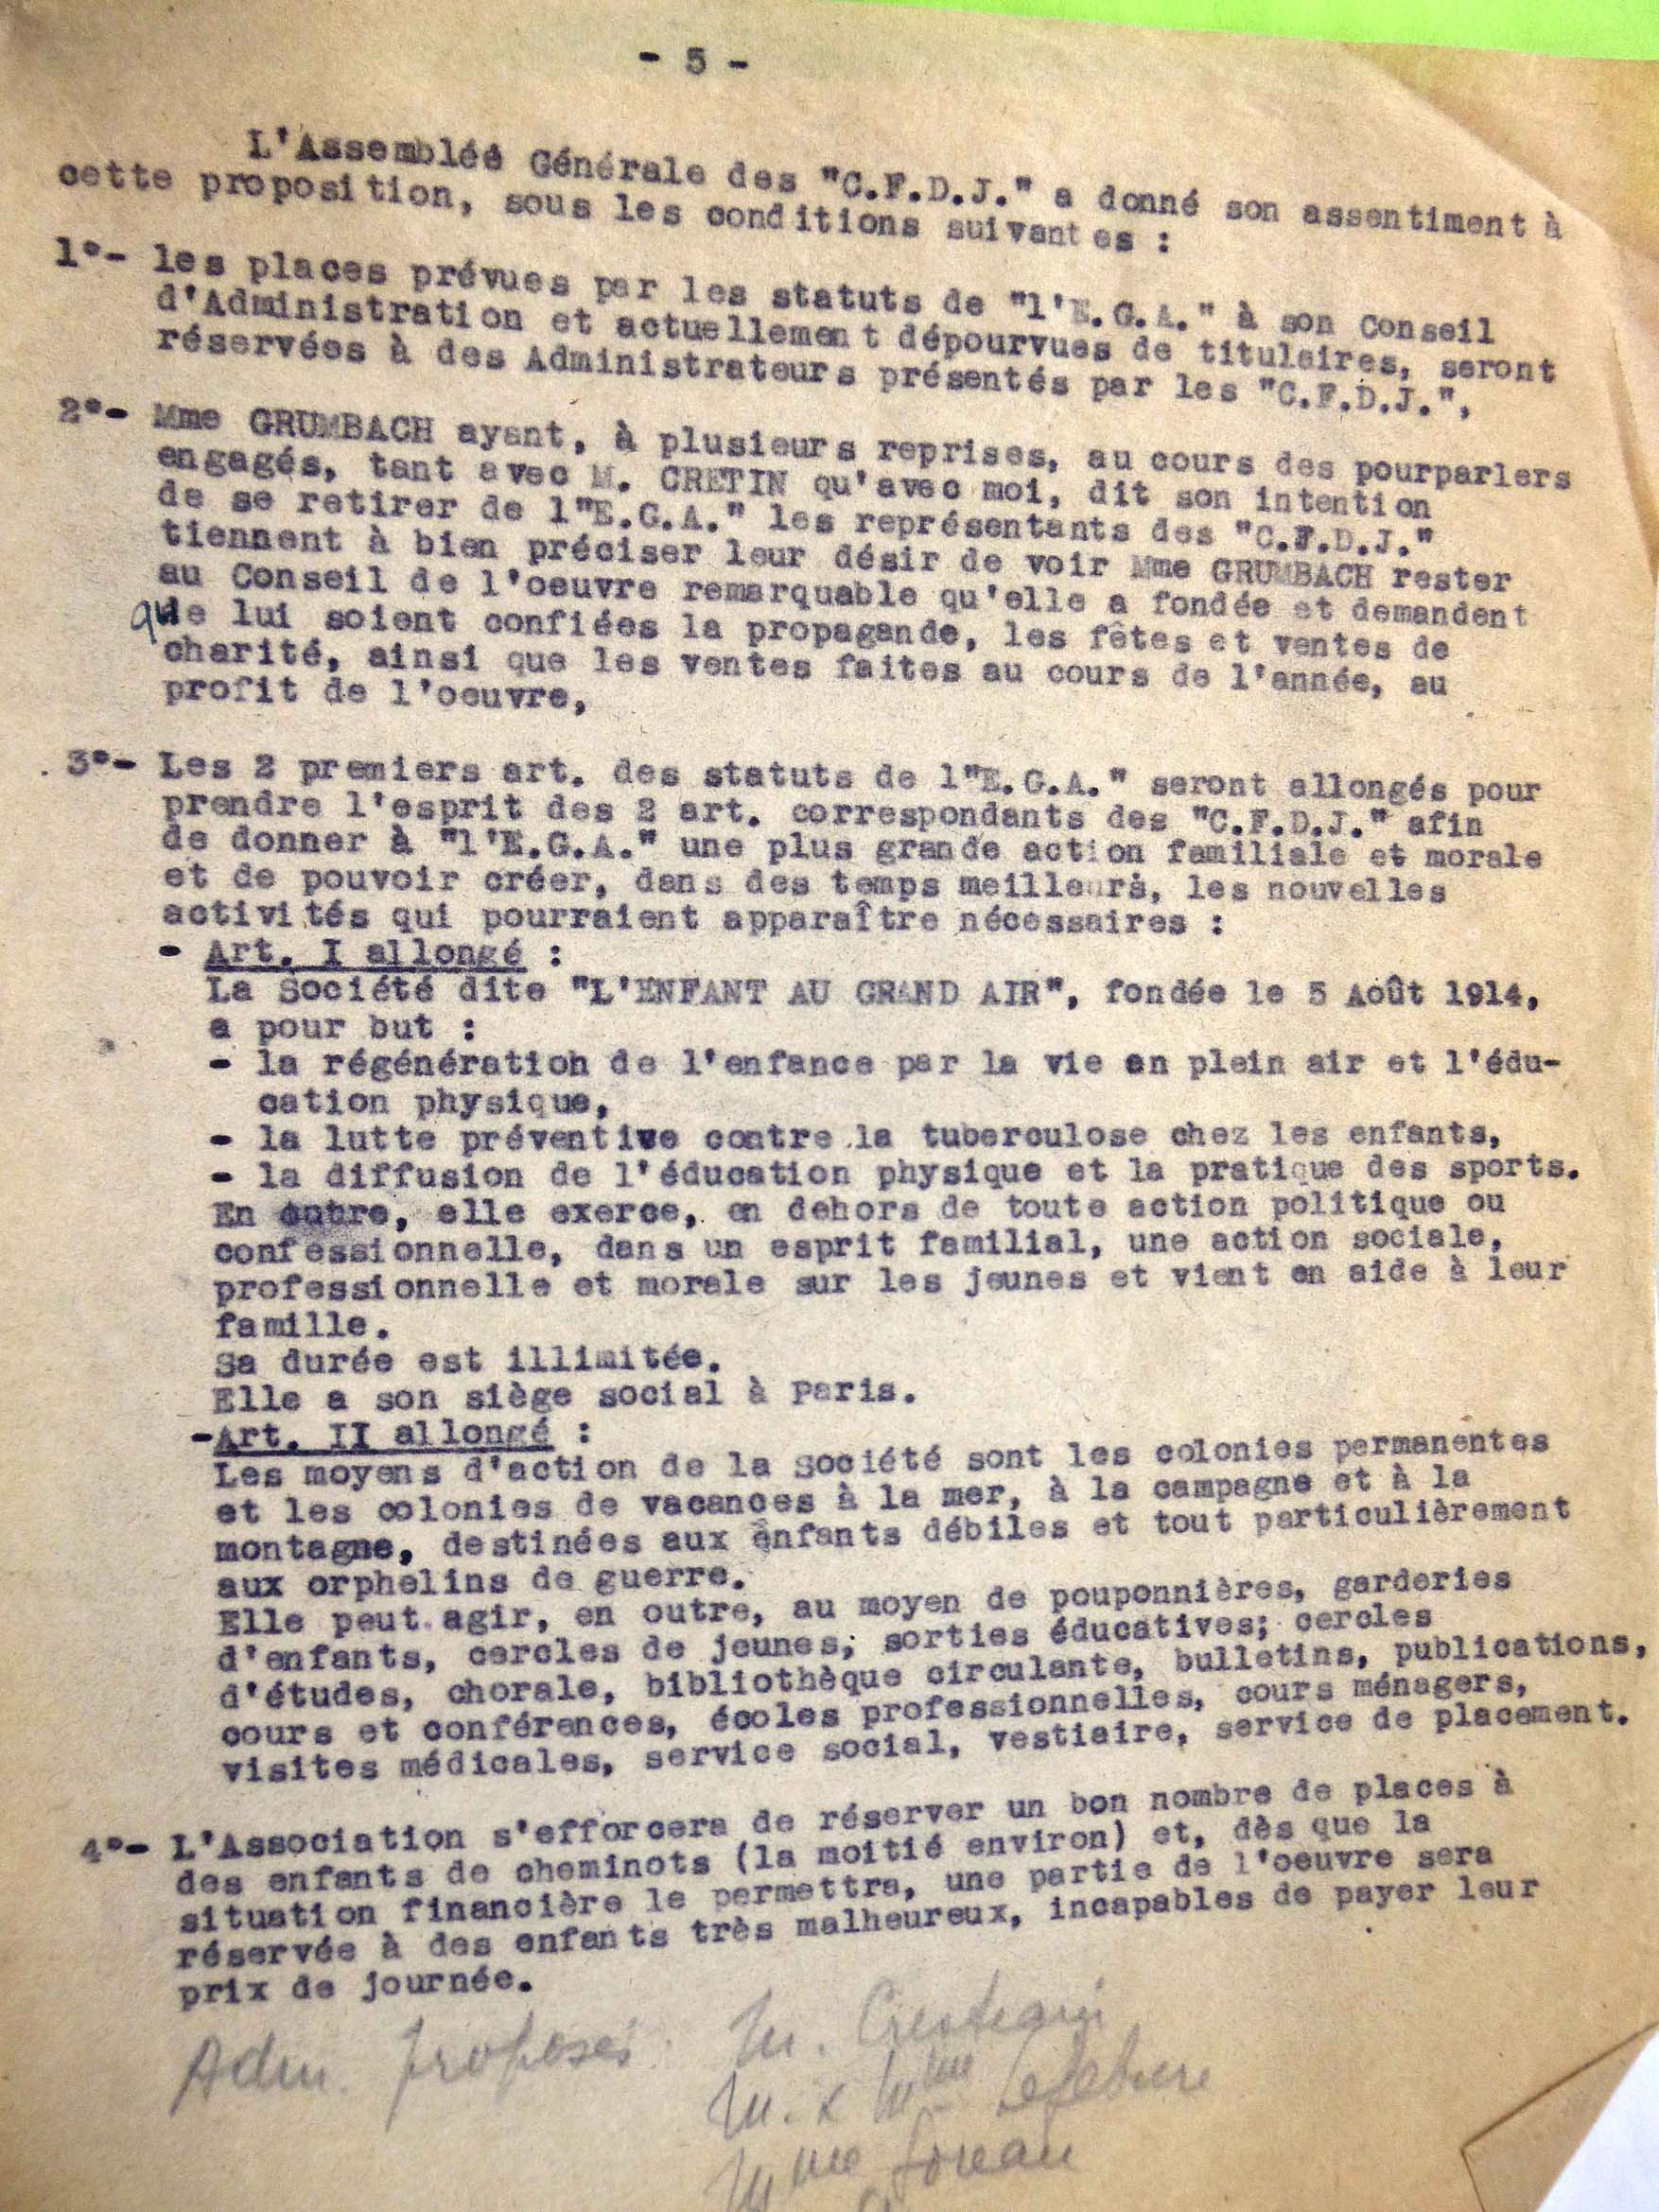 - 5 -
L'Assemblée Générale des "C.F.D.J." a donné son assentiment à
cette proposition, sous les conditions suivantes :
1°- les places prévues par les statuts de "l'E.G.A." à son Conseil
d'Administration et actuellement dépourvues de titulaires, seront
réservées à des Administrateurs présentés par les "C.F.D.J.",
2°- Mme GRUMBACH ayant, à plusieurs reprises, au cours des pourparlers
engagés, tant avec M. CRETIN qu'avec moi, dit son intention
de se retirer de l'"E.G.A." les représentants des "C.F.D.J."
tiennent à bien préciser leur désir de voir Mme GRUMBACH rester
au Conseil de l'oeuvre remarquable qu'elle a fondée et demandent
que lui soient confiées la propagande, les fêtes et ventes de
charité, ainsi que les ventes faites au cours de l'année, au
profit de l'oeuvre,
3°- Les 2 premiers art. des statuts de l"E.G.A." seront allongés pour
prendre l'esprit des 2 art. correspondants des "C.F.D.J." afin
de donner à "l'E.G.A." une plus grande action familiale et morale
et de pouvoir créer, dans des temps meilleurs, les nouvelles
activités qui pourraient apparaître nécessaires :
- Art. I allongé :
La Société dite "L'ENFANT AU GRAND AIR", fondée le 5 Août 1914,
a pour but :
- la régénération de l'enfance par la vie en plein air et l'édu-
cation physique,
- la lutte préventive contre la tuberculose chez les enfants,
- la diffusion de l'éducation physique et la pratique des sports.
En outre, elle exerce, en dehors de toute action politique ou
confessionnelle, dans un esprit familial, une action sociale,
professionnelle et morale sur les jeunes et vient en aide à leur
famille.
Sa durée est illimitée.
Elle a son siège social à Paris.
-Art. II allongé :
Les moyens d'action de la Société sont les colonies permanentes
et les colonies de vacances à la mer, à la campagne et à la
montagne, destinées aux enfants débiles et tout particulièrement
aux orphelins de guerre.
Elle peut agir, en outre, au moyen de pouponnières, garderies
d'enfants, cercles de jeunes; sorties éducatives; cercles
d'études, chorale, bibliothèque circulante, bulletins, publications,
cours et conférences, écoles professionnelles, cours ménagers,
visites médicales, service social, vestiaire, service de placement.
4°- L'Association s'efforcera de réserver un bon nombre de places à
des enfants de cheminots (la moitié environ) et, dès que la
situation financière le permettra, une partie de l'oeuvre sera
réservée à des enfants très malheureux, incapables de payer leur
prix de journée.
Adm. proposés. M.
M. & Mme Lefebvre
Mme